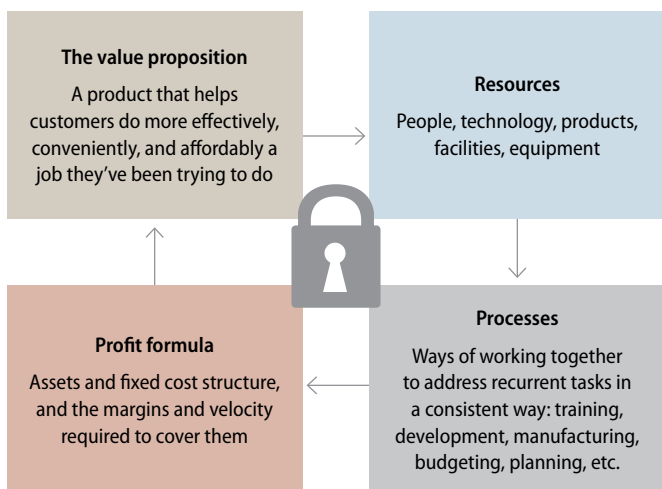 The value proposition
A product that helps
customers do more effectively,
conveniently, and affordably a
job they’ve been trying to do
Resources
People, technology, products,
facilities, equipment
Profit formula
Assets and fixed cost structure,
and the margins and velocity
required to cover them
Processes
Ways of working together
to address recurrent tasks in
a consistent way: training,
development, manufacturing,
budgeting, planning, etc.